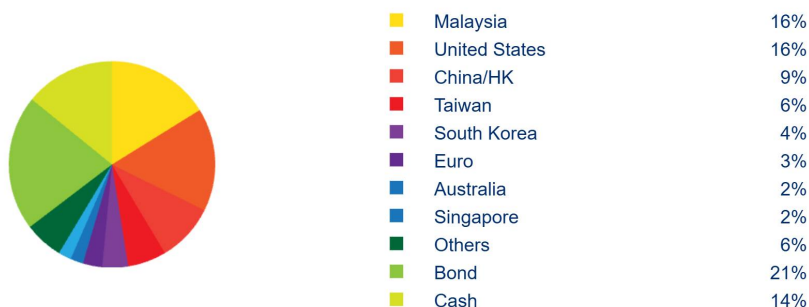 Malaysia 16%
United States 16%
China/HK 9%
Taiwan 6%
South Korea 4%
Euro 3%
Australia 2%
Singapore 2%
Others 6%
Bond 21%
Cash 14%